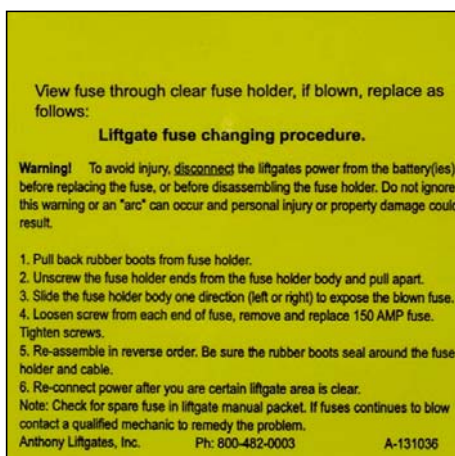 View fuse through clear fuse holder, if blown, replace as
follows:
Liftgate fuse changing procedure.
Warning! To avoid injury, disconnect the liftgates power from the battery(ies)
before replacing the fuse, or before disassembling the fuse holder. Do not ignore
this warning or an "arc" can occur and personal injury or property damage could
result.
1. Pull back rubber boots from fuse holder.
2. Unscrew the fuse holder ends from the fuse holder body and pull apart.
3. Slide the fuse holder body one direction (left or right) to expose the blown fuse.
4. Loosen screw from each end of fuse, remove and replace 150 AMP fuse.
Tighten screws.
5. Re-assemble in reverse order. Be sure the rubber boots seal around the fuse
holder and cable.
6. Re-connect power after you are certain liftgate area is clear.
Note: Check for spare fuse in liftgate manual packet. If fuses continues to blow
contact a qualified mechanic to remedy the problem.
Anthony Liftgates, Inc. Ph: 800-482-0003 A-131036